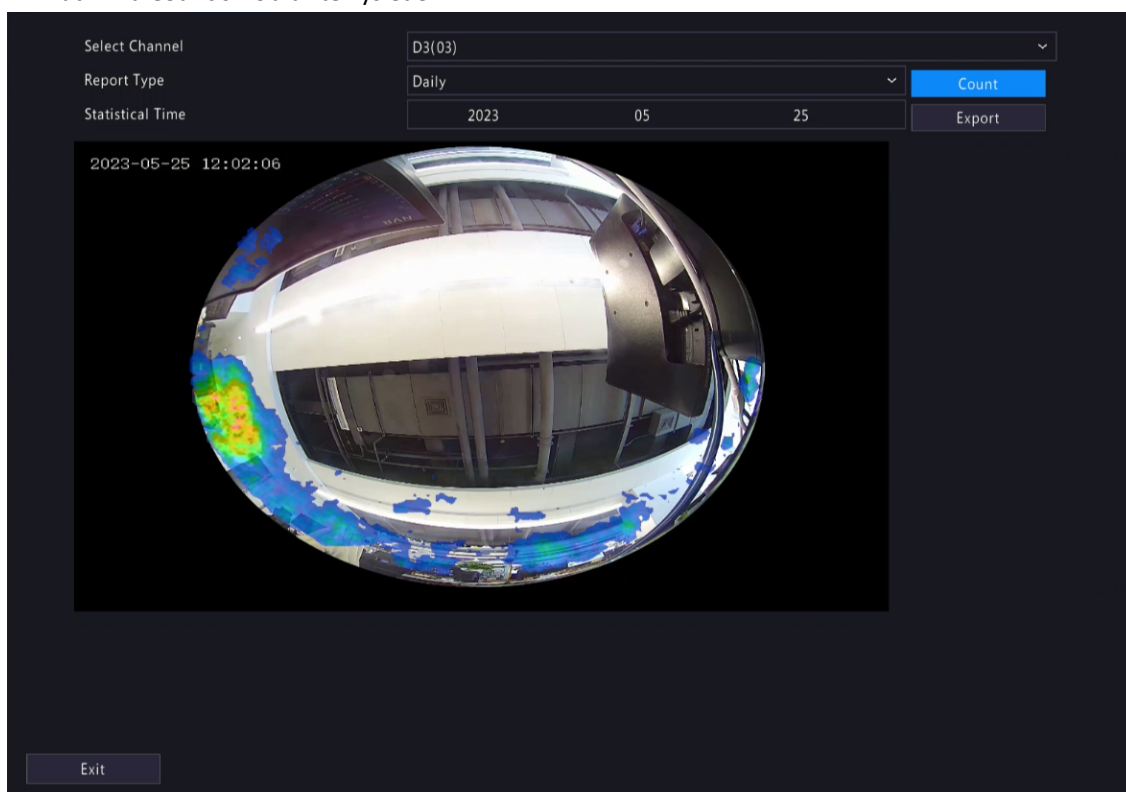 Select Channel D3(03)
Report Type Daily Count
Statistical Time 2023 05 25 Export
2023-05-25 12:02:06
NVR
Exit